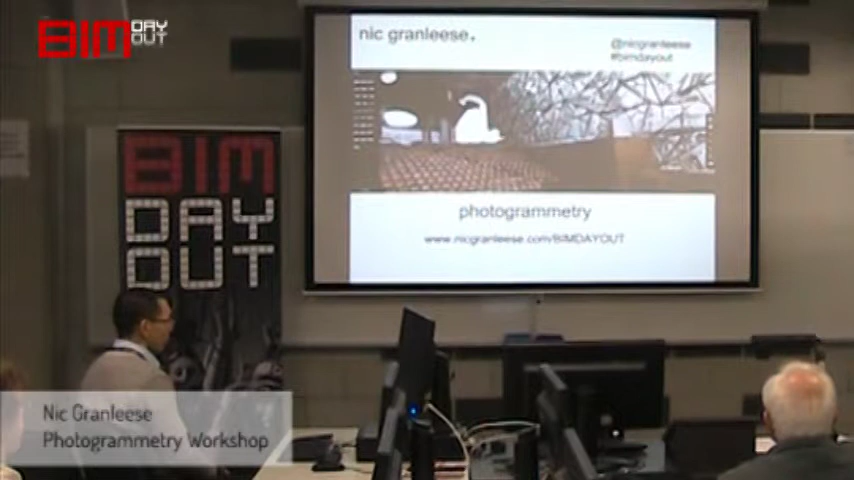 BIM DAY OUT
nic granleese.
@nicgranleese
#bimdayout
photogrammetry
www.nicgranleese.com/BIMDAYOUT
BIM
DAY
OUT
Nic Granleese
Photogrammetry Workshop